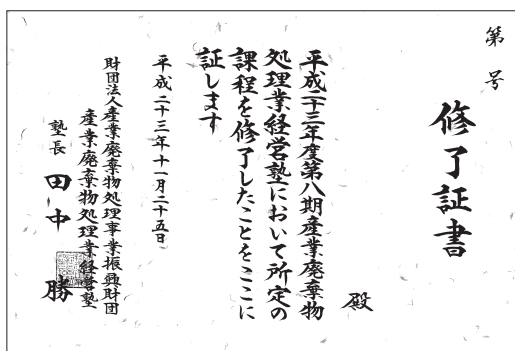 第　号
修了証書
殿
平成二十三年度第八期産業廃棄物
処理業経営塾において所定の
課程を修了したことをここに
証します
平成二十三年十一月二十五日
財団法人産業廃棄物処理事業振興財団
産業廃棄物処理業経営塾
塾長　田中　勝